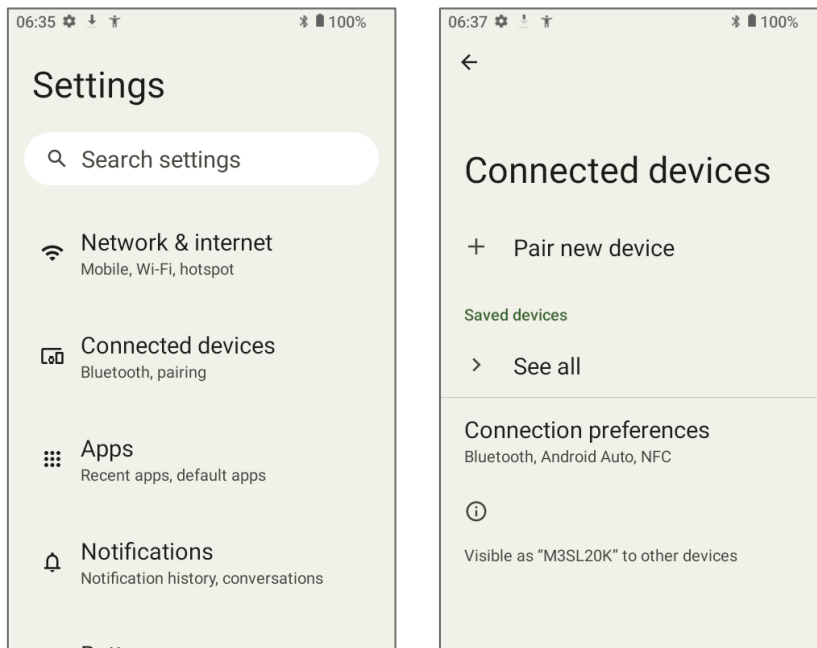 06:35 100%
Settings
Search settings
Network & internet
Mobile, Wi-Fi, hotspot
Connected devices
Bluetooth, pairing
Apps
Recent apps, default apps
Notifications
Notification history, conversations
06:37 100%
Connected devices
Pair new device
Saved devices
See all
Connection preferences
Bluetooth, Android Auto, NFC
Visible as “M3SL20K” to other devices